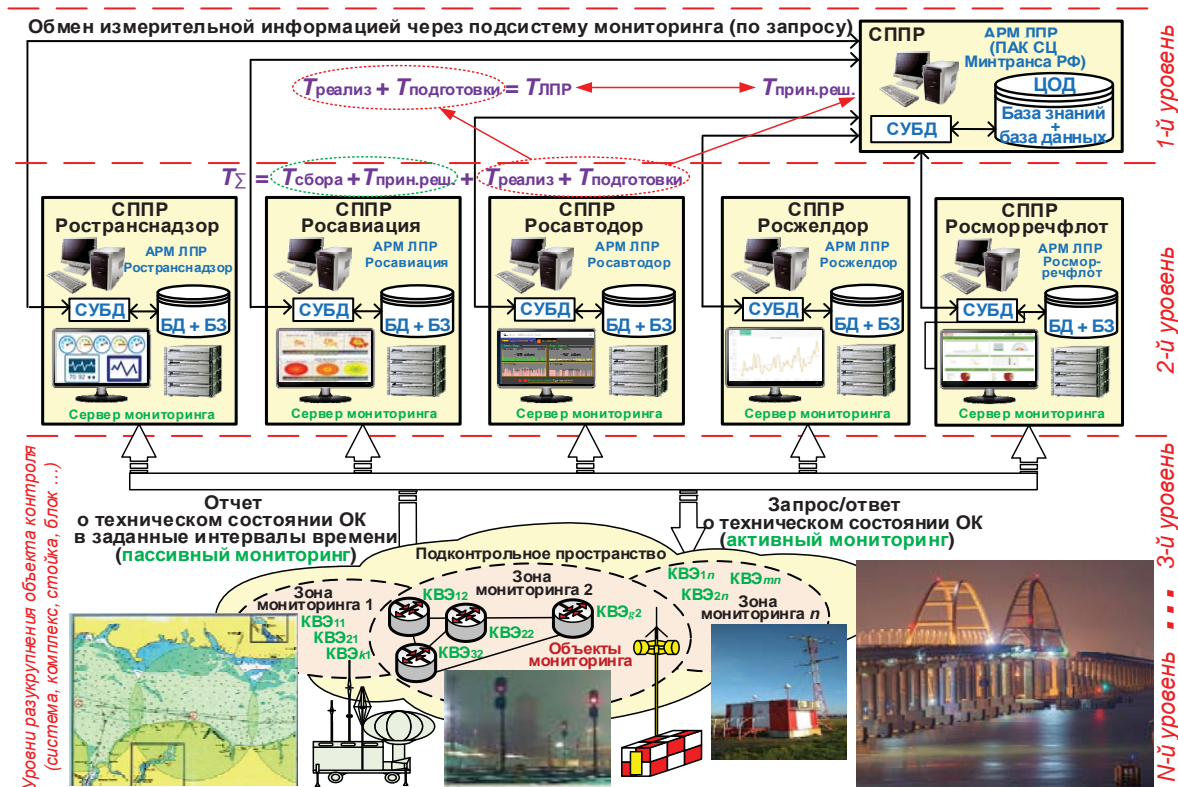 Обмен измерительной информацией через подсистему мониторинга (по запросу)
СППР
АРМ ЛПР
(ПАК СЦ
Минтранса РФ)
ЦОД
База знаний
+
база данных
СУБД
1-й уровень
Tреализ + Tподготовки = TЛПР
Tприн.реш.
T∑ = Tсбора + Tприн.реш. + Tреализ + Tподготовки
СППР
Ространснадзор
АРМ ЛПР
Ространснадзор
СУБД
БД + БЗ
Сервер мониторинга
СППР
Росавиация
АРМ ЛПР
Росавиация
СУБД
БД + БЗ
Сервер мониторинга
СППР
Росавтодор
АРМ ЛПР
Росавтодор
СУБД
БД + БЗ
Сервер мониторинга
СППР
Росжелдор
АРМ ЛПР
Росжелдор
СУБД
БД + БЗ
Сервер мониторинга
СППР
Росморречфлот
АРМ ЛПР
Росмор-
речфлот
СУБД
БД + БЗ
Сервер мониторинга
2-й уровень
Уровни разукрупнения объекта контроля
(система, комплекс, стойка, блок ...)
Отчет
о техническом состоянии ОК
в заданные интервалы времени
(пассивный мониторинг)
Запрос/ответ
о техническом состоянии ОК
(активный мониторинг)
Подконтрольное пространство
Зона
мониторинга 1
КВЭ11
КВЭ21
КВЭk1
Зона
мониторинга 2
КВЭ12
КВЭ22
КВЭ32
КВЭg2
Объекты
мониторинга
КВЭ1n
КВЭmn
КВЭ2n
Зона
мониторинга n
3-й уровень
...
N-й уровень